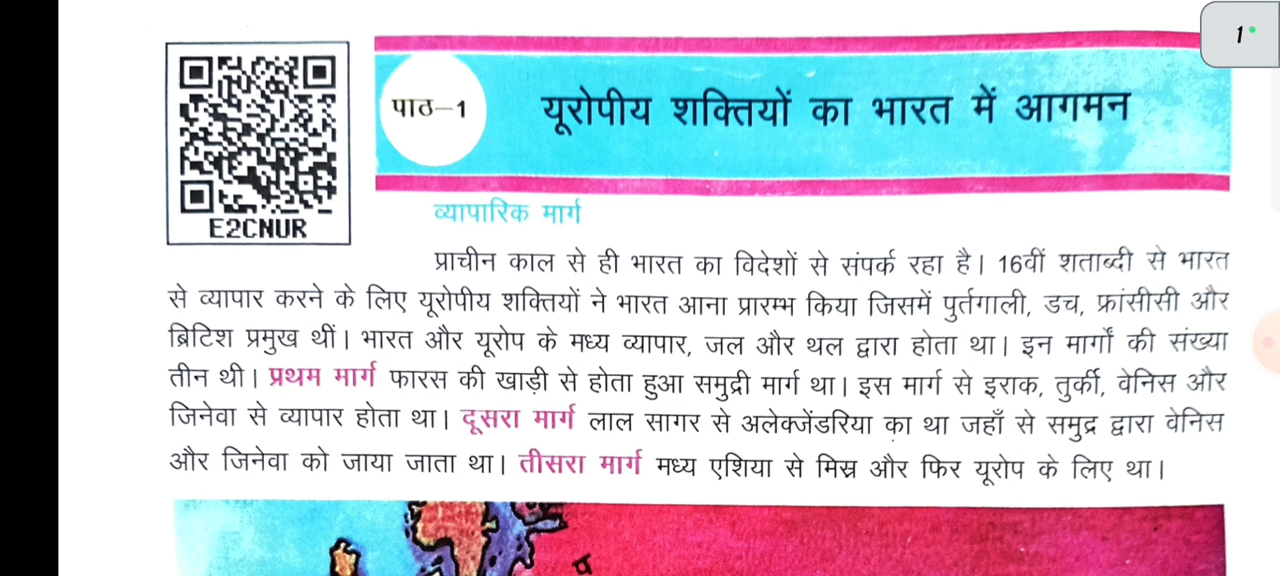 1
E2CNUR
पाठ–1
यूरोपीय शक्तियों का भारत में आगमन
व्यापारिक मार्ग
प्राचीन काल से ही भारत का विदेशों से संपर्क रहा है। 16वीं शताब्दी से भारत
से व्यापार करने के लिए यूरोपीय शक्तियों ने भारत आना प्रारम्भ किया जिसमें पुर्तगाली, डच, फ्रांसीसी और
ब्रिटिश प्रमुख थीं। भारत और यूरोप के मध्य व्यापार, जल और थल द्वारा होता था। इन मार्गों की संख्या
तीन थी। प्रथम मार्ग फारस की खाड़ी से होता हुआ समुद्री मार्ग था। इस मार्ग से इराक, तुर्की, वेनिस और
जिनेवा से व्यापार होता था। दूसरा मार्ग लाल सागर से अलेक्जेंडरिया का था जहाँ से समुद्र द्वारा वेनिस
और जिनेवा को जाया जाता था। तीसरा मार्ग मध्य एशिया से मिस्र और फिर यूरोप के लिए था।
प